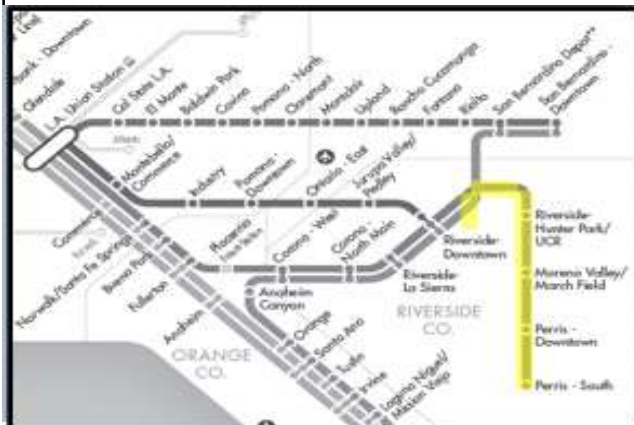 Glendale
L.A. Union Station
Cal State L.A.
El Monte
Baldwin Park
Covina
Pomona - North
Claremont
Montclair
Upland
Rancho Cucamonga
Fontana
Rialto
San Bernardino Depot**
San Bernardino -
Downtown
Montebello/
Commerce
Industry
Pomona -
Downtown
Ontario - East
Jurupa Valley/
Pedley
Riverside-
Downtown
Riverside-
Hunter Park/
UCR
Moreno Valley/
March Field
Perris -
Downtown
Perris - South
Commerce
Norwalk/Santa Fe Springs
Buena Park
Fullerton
Placentia
Corona - West
Corona -
North Main
Riverside
La Sierra
Anaheim
Canyon
Anaheim
Orange
Santa Ana
Tustin
Irvine
Laguna Niguel/
Mission Viejo
RIVERSIDE
CO.
ORANGE
CO.